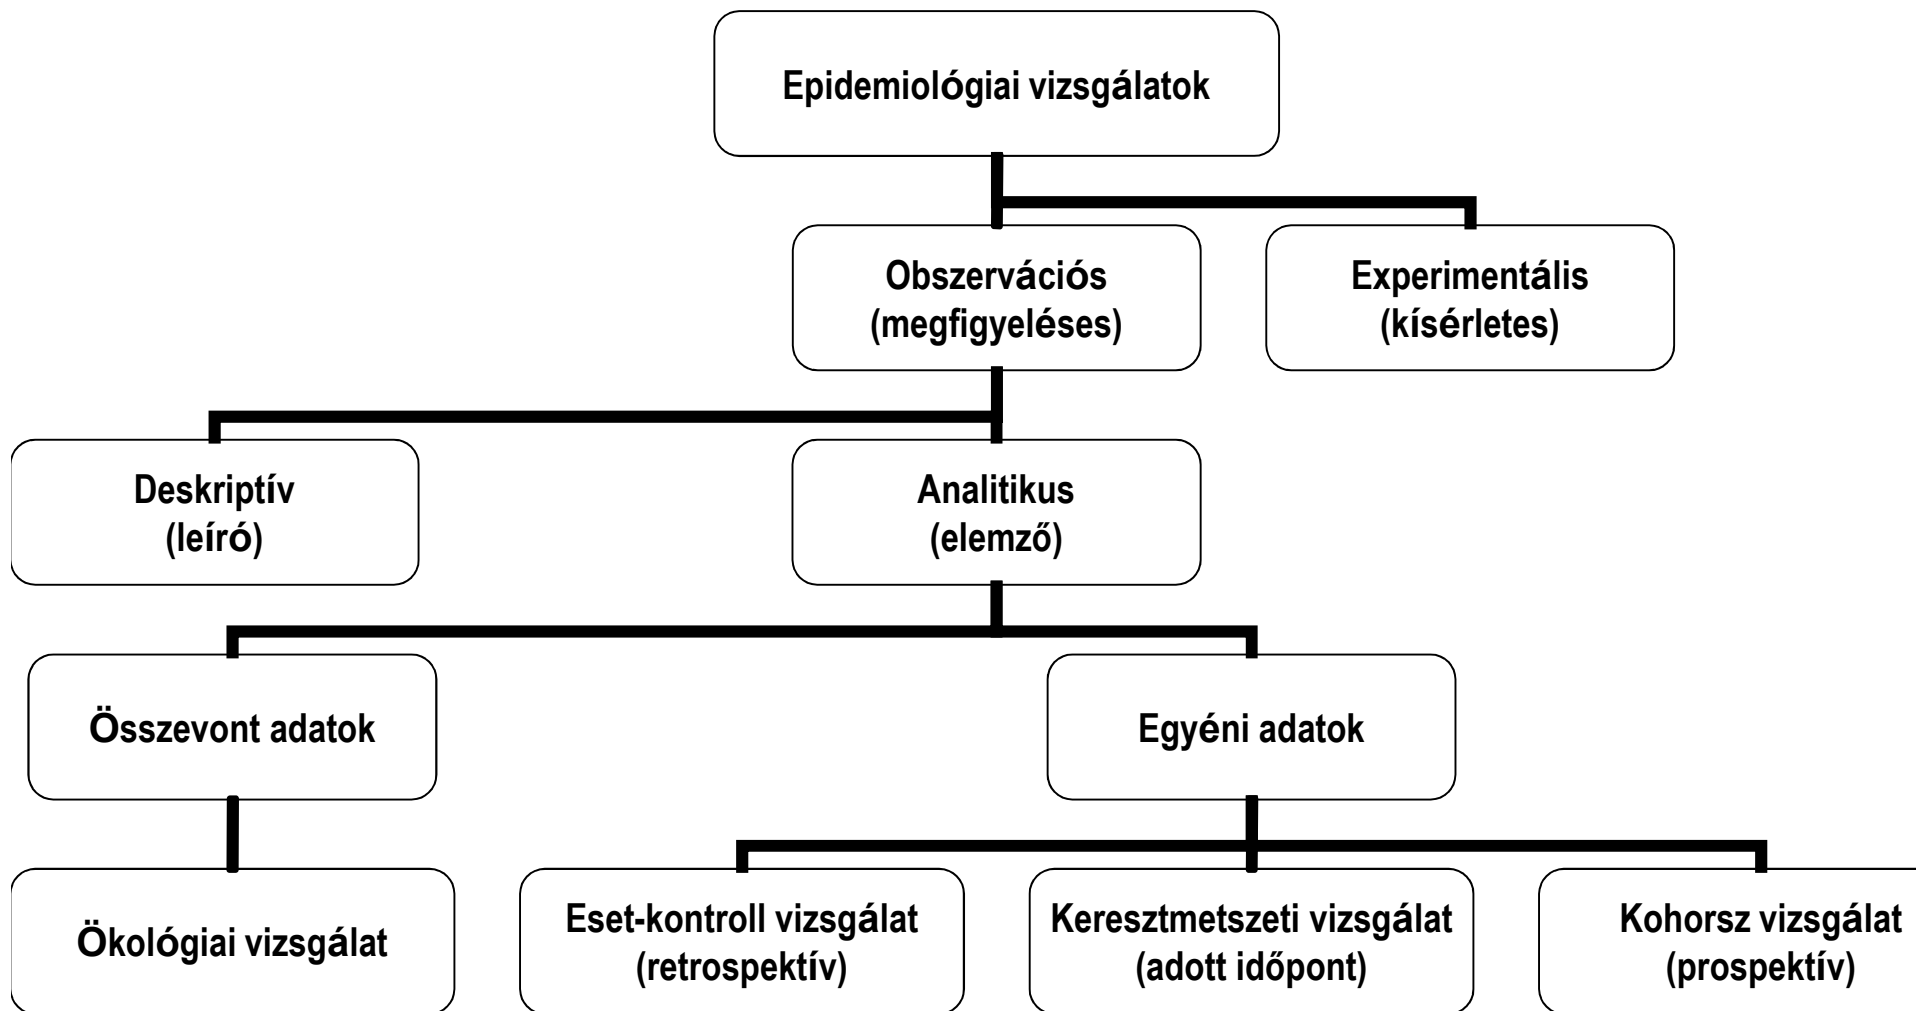 Epidemiológiai vizsgálatok
Obszervációs
(megfigyeléses)
Experimentális
(kísérletes)
Deskriptív
(leíró)
Analitikus
(elemző)
Összevont adatok
Egyéni adatok
Ökológiai vizsgálat
Eset-kontroll vizsgálat
(retrospektív)
Keresztmetszeti vizsgálat
(adott időpont)
Kohorsz vizsgálat
(prospektív)